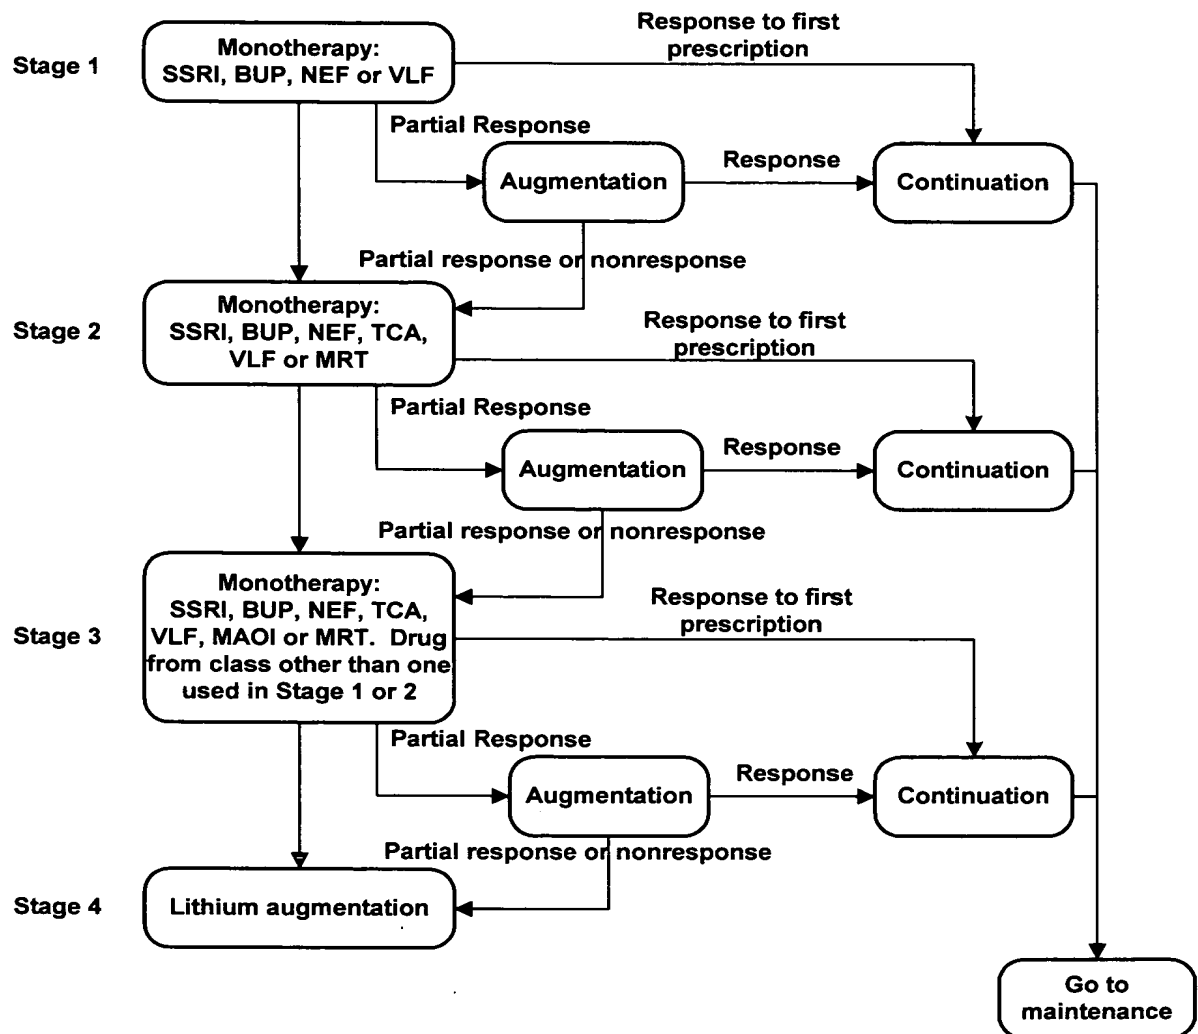 Response to first
prescription
Stage 1
Monotherapy:
SSRI, BUP, NEF or VLF
Partial Response
Augmentation
Response
Continuation
Partial response or nonresponse
Stage 2
Monotherapy:
SSRI, BUP, NEF, TCA,
VLF or MRT
Response to first
prescription
Partial Response
Augmentation
Response
Continuation
Partial response or nonresponse
Stage 3
Monotherapy:
SSRI, BUP, NEF, TCA,
VLF, MAOI or MRT. Drug
from class other than one
used in Stage 1 or 2
Response to first
prescription
Partial Response
Augmentation
Response
Continuation
Partial response or nonresponse
Stage 4
Lithium augmentation
Go to
maintenance